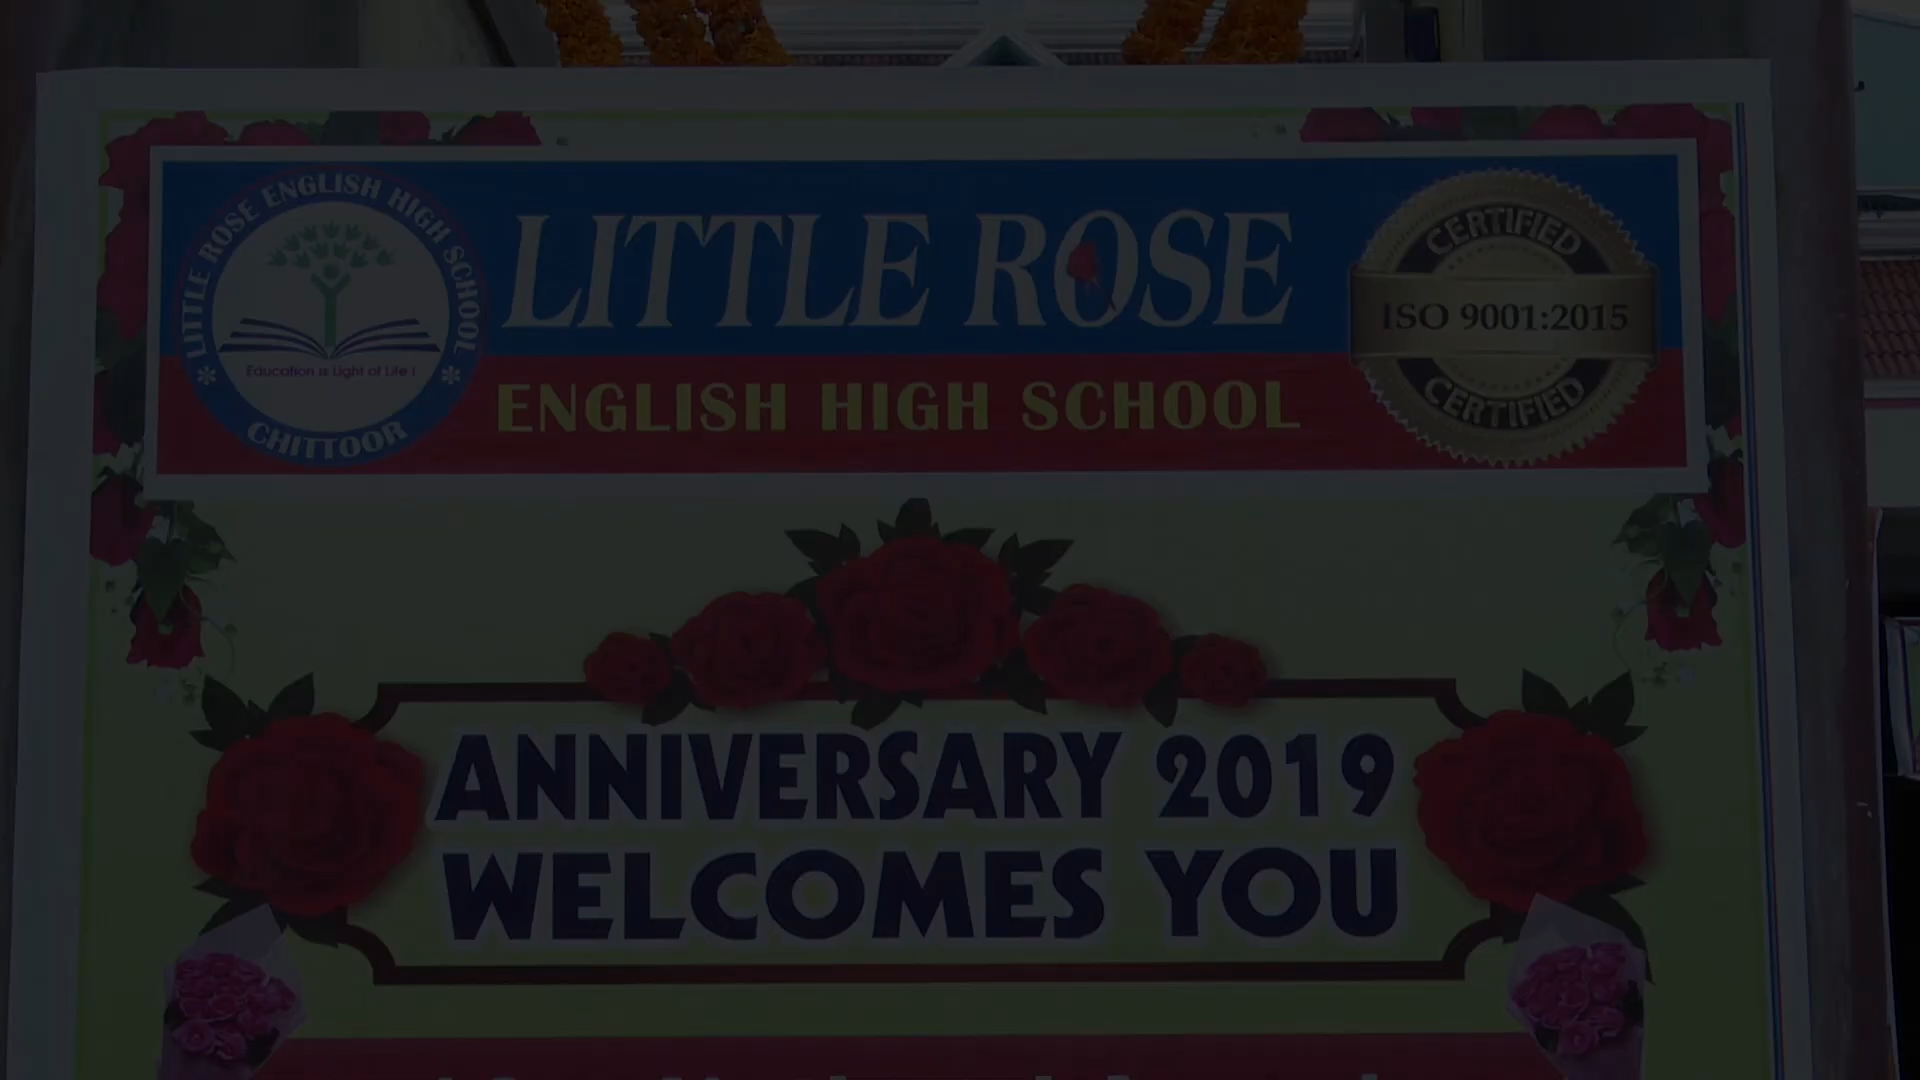 LITTLE ROSE ENGLISH HIGH SCHOOL
Education is Light of Life !
CHITTOOR
LITTLE ROSE
ENGLISH HIGH SCHOOL
CERTIFIED
ISO 9001:2015
CERTIFIED
ANNIVERSARY 2019
WELCOMES YOU